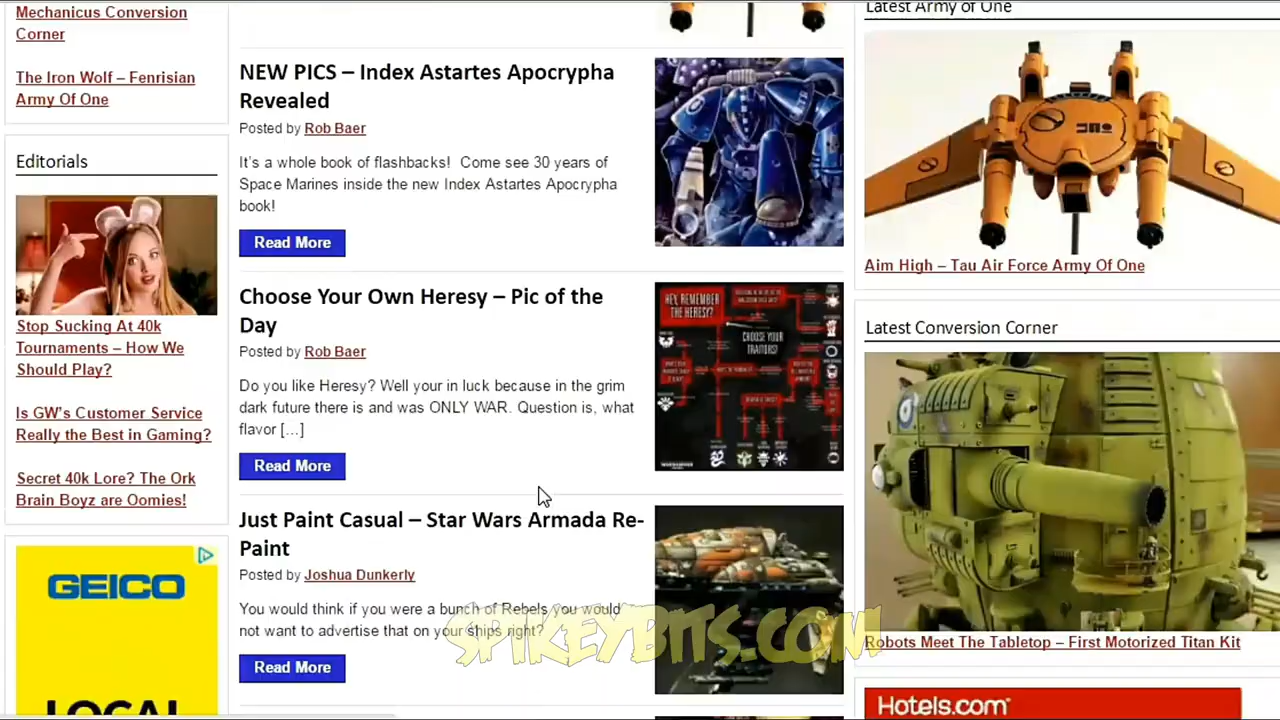 Mechanicus Conversion
Corner
The Iron Wolf – Fenrisian
Army Of One
Editorials
Stop Sucking At 40k
Tournaments – How We
Should Play?
Is GW's Customer Service
Really the Best in Gaming?
Secret 40k Lore? The Ork
Brain Boyz are Oomies!
GEICO
LOCAL
NEW PICS – Index Astartes Apocrypha
Revealed
Posted by Rob Baer
It's a whole book of flashbacks!  Come see 30 years of
Space Marines inside the new Index Astartes Apocrypha
book!
Read More
Choose Your Own Heresy – Pic of the
Day
Posted by Rob Baer
Do you like Heresy? Well your in luck because in the grim
dark future there is and was ONLY WAR. Question is, what
flavor […]
Read More
HEY, REMEMBER
THE HERESY?
CHOOSE YOUR
TRAITORS!
Just Paint Casual – Star Wars Armada Re-
Paint
Posted by Joshua Dunkerly
You would think if you were a bunch of Rebels you would
not want to advertise that on your ships right?
Read More
SPIKEYBITS.COM
Latest Army of One
Aim High – Tau Air Force Army Of One
Latest Conversion Corner
Robots Meet The Tabletop – First Motorized Titan Kit
Hotels.com